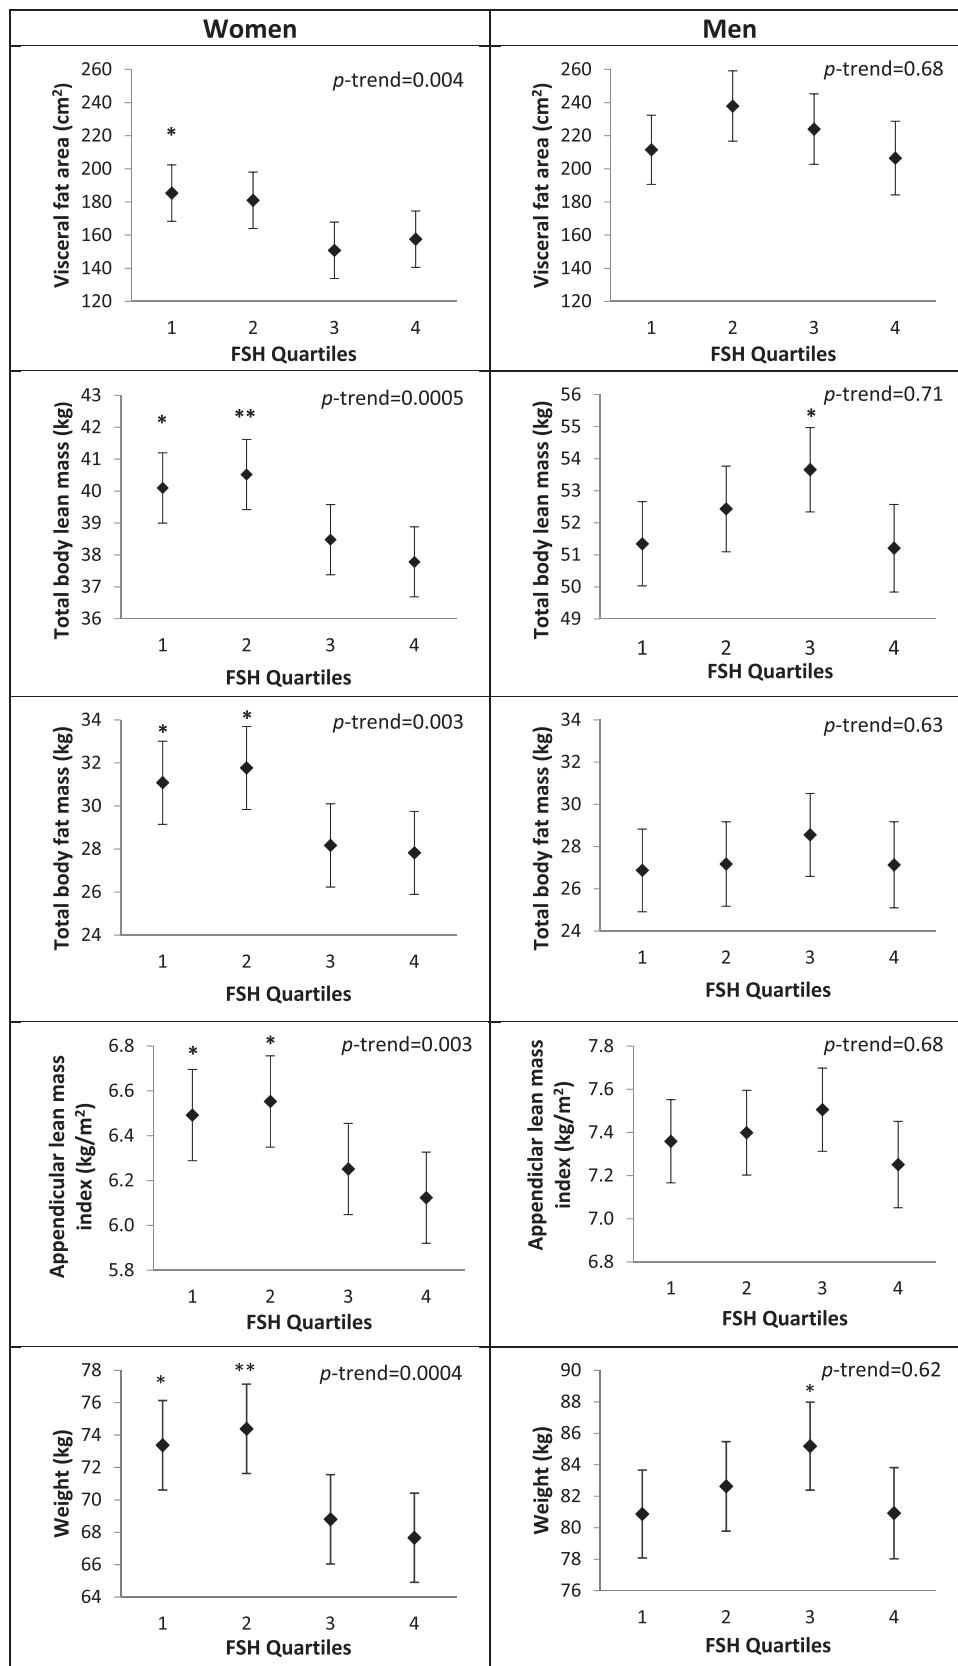 Women
Men
p-trend=0.004
*
Visceral fat area (cm²)
260
240
220
200
180
160
140
120
1 2 3 4
FSH Quartiles
p-trend=0.68
Visceral fat area (cm²)
260
240
220
200
180
160
140
120
1 2 3 4
FSH Quartiles
p-trend=0.0005
* **
Total body lean mass (kg)
43
42
41
40
39
38
37
36
1 2 3 4
FSH Quartiles
p-trend=0.71
*
Total body lean mass (kg)
56
55
54
53
52
51
50
49
1 2 3 4
FSH Quartiles
p-trend=0.003
* *
Total body fat mass (kg)
34
32
30
28
26
24
1 2 3 4
FSH Quartiles
p-trend=0.63
Total body fat mass (kg)
34
32
30
28
26
24
1 2 3 4
FSH Quartiles
p-trend=0.003
* *
Appendicular lean mass
index (kg/m²)
6.8
6.6
6.4
6.2
6.0
5.8
1 2 3 4
FSH Quartiles
p-trend=0.68
Appendiclar lean mass
index (kg/m²)
7.8
7.6
7.4
7.2
7.0
6.8
1 2 3 4
FSH Quartiles
p-trend=0.0004
* **
Weight (kg)
78
76
74
72
70
68
66
64
1 2 3 4
FSH Quartiles
p-trend=0.62
*
Weight (kg)
90
88
86
84
82
80
78
76
1 2 3 4
FSH Quartiles